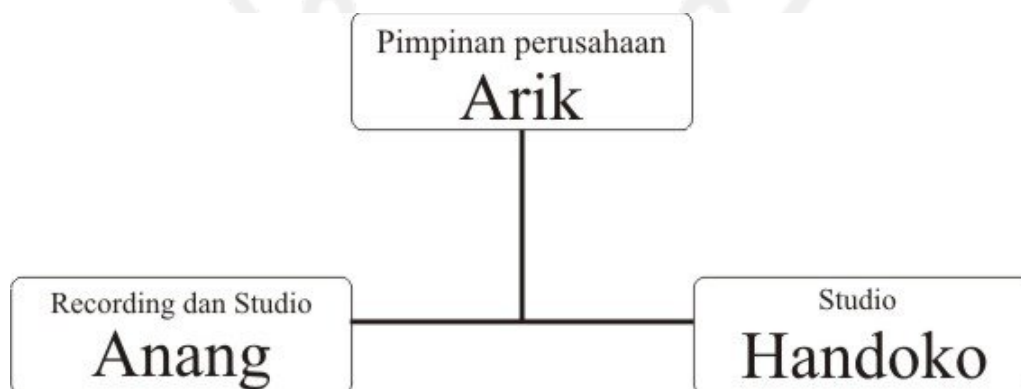 Pimpinan perusahaan
Arik
Recording dan Studio
Anang
Studio
Handoko